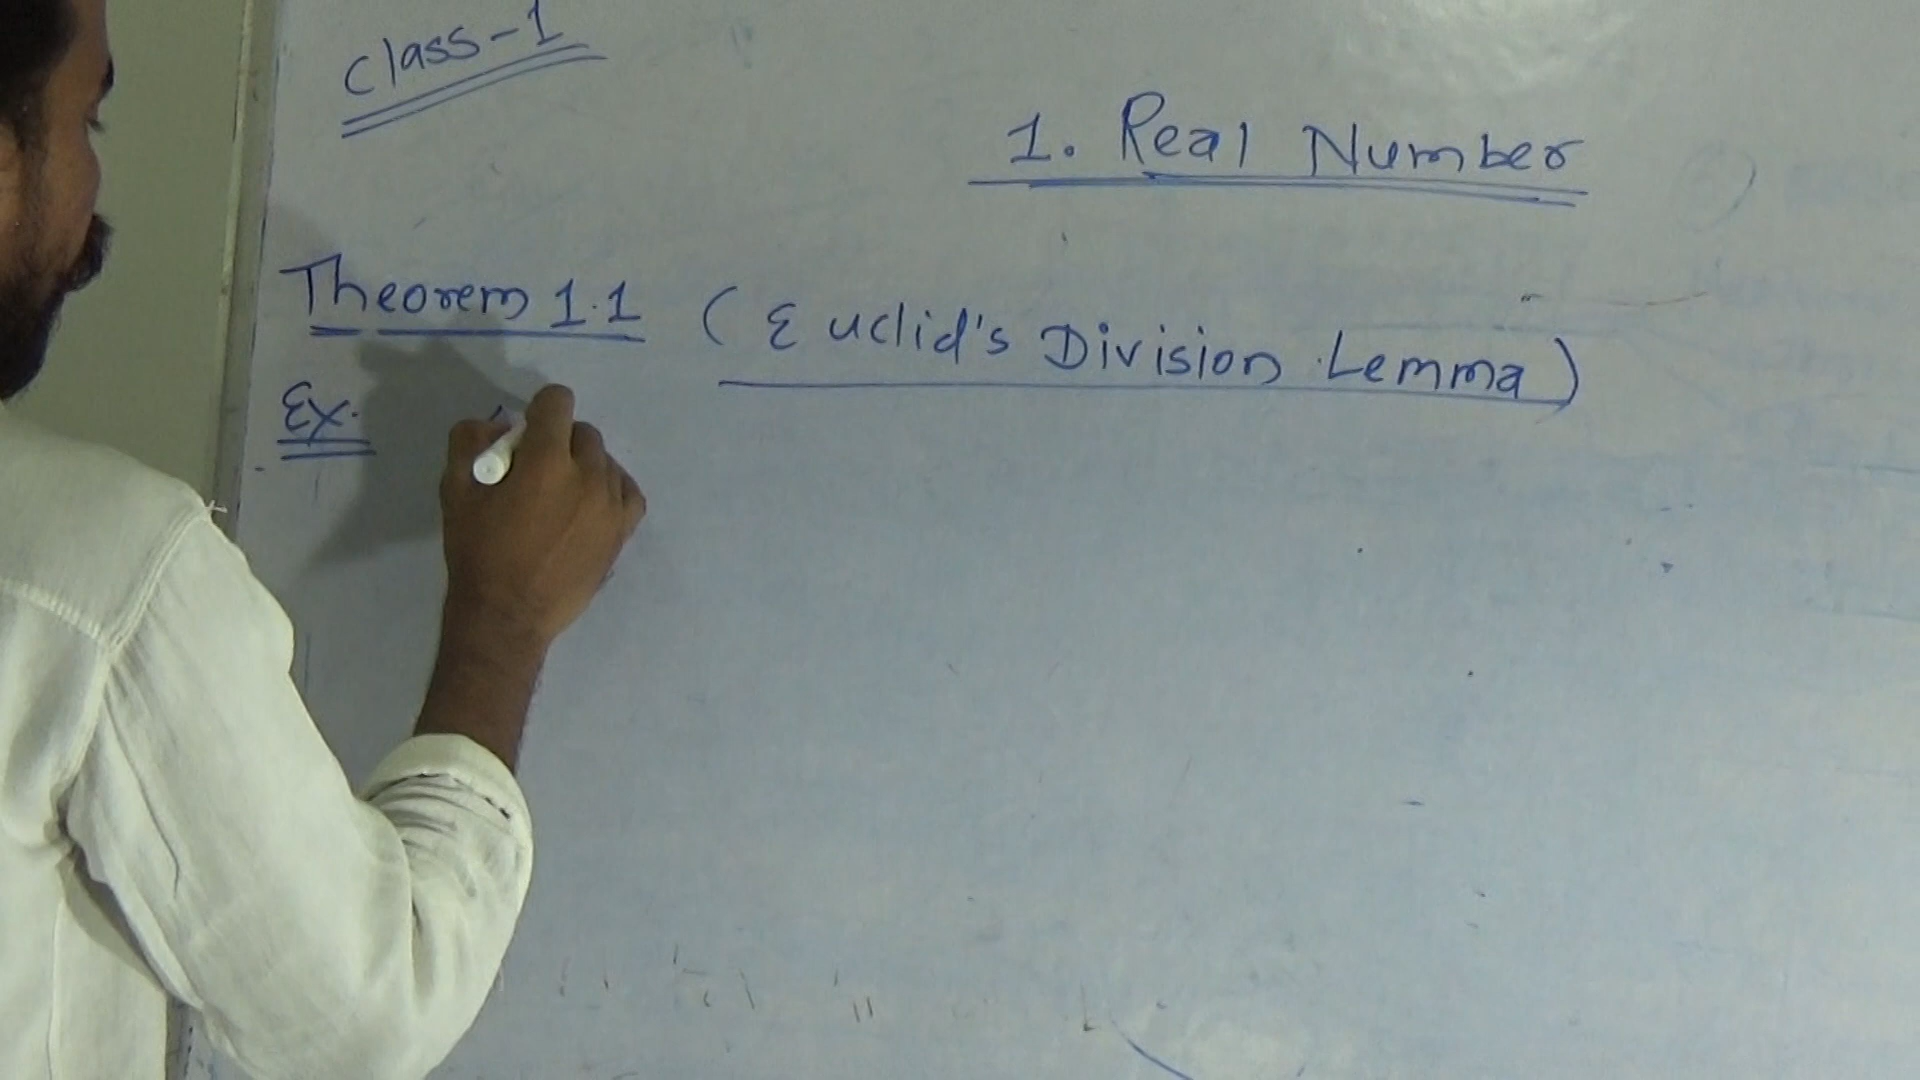 Class-1
1. Real Number
Theorem 1.1 (Euclid's Division Lemma)
Ex.